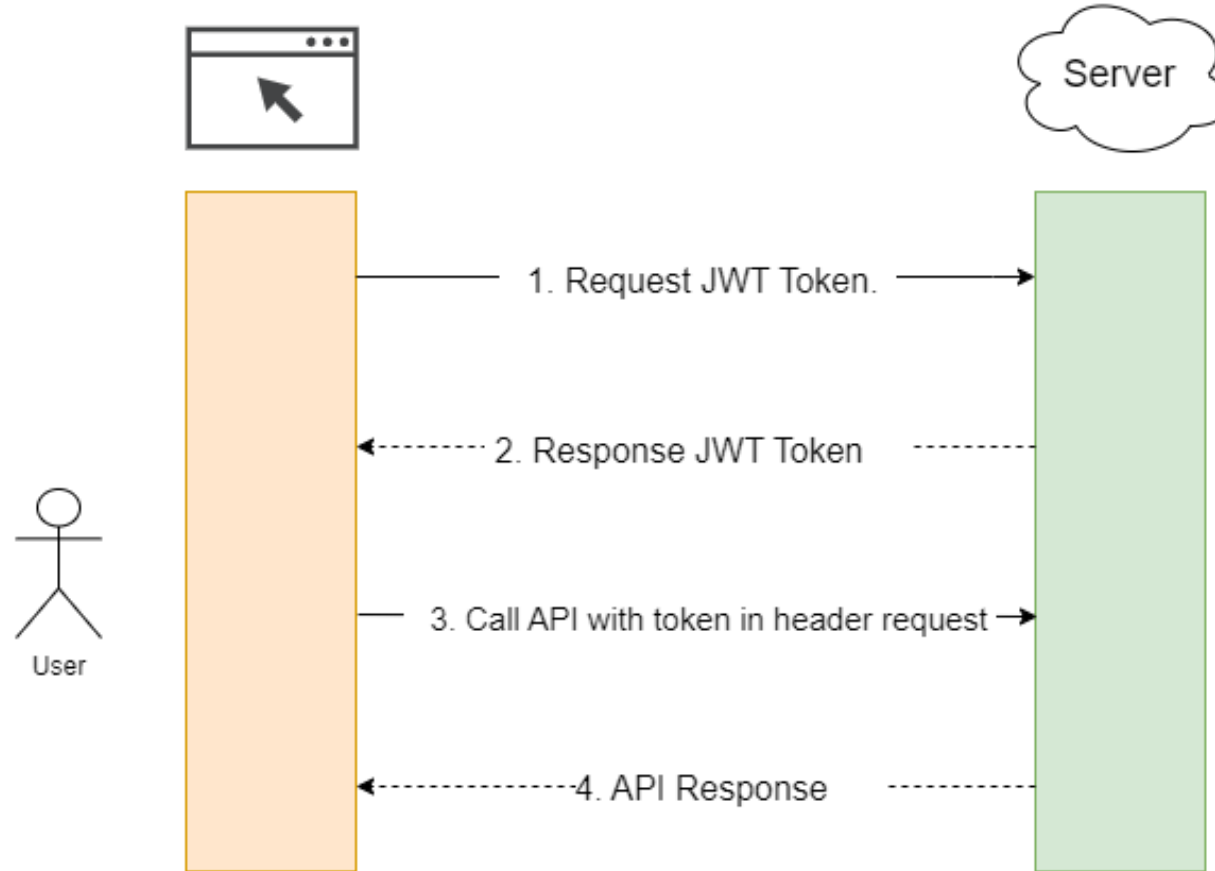 Server
1. Request JWT Token.
2. Response JWT Token
3. Call API with token in header request
User
4. API Response